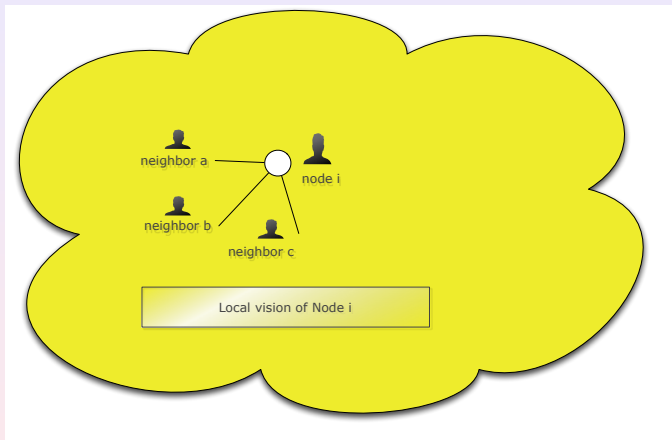 neighbor a
node i
neighbor b
neighbor c
Local vision of Node i